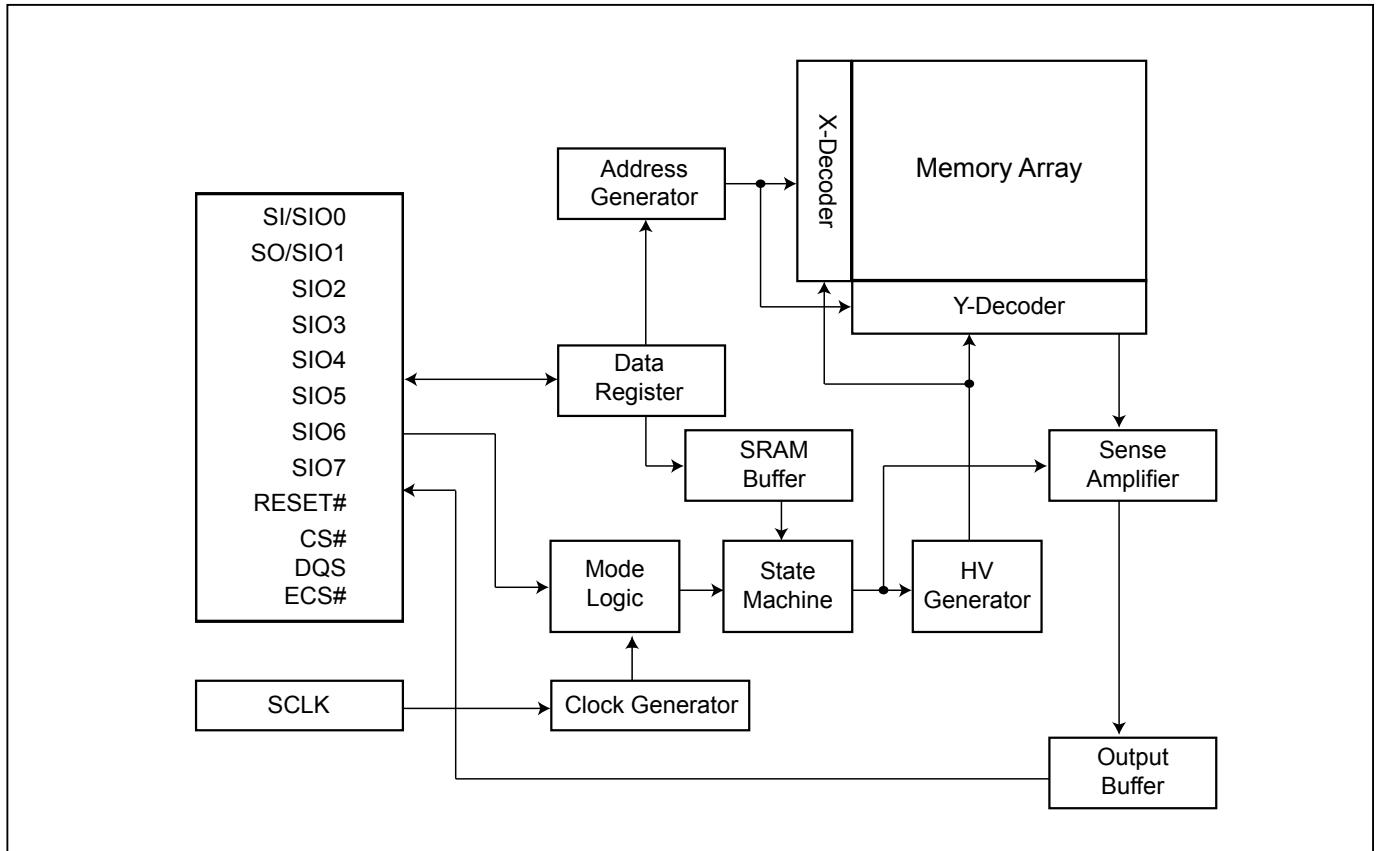 SI/SIO0
SO/SIO1
SIO2
SIO3
SIO4
SIO5
SIO6
SIO7
RESET#
CS#
DQS
ECS#
SCLK
Address
Generator
Data
Register
SRAM
Buffer
Mode
Logic
State
Machine
HV
Generator
Clock Generator
X-Decoder
Memory Array
Y-Decoder
Sense
Amplifier
Output
Buffer